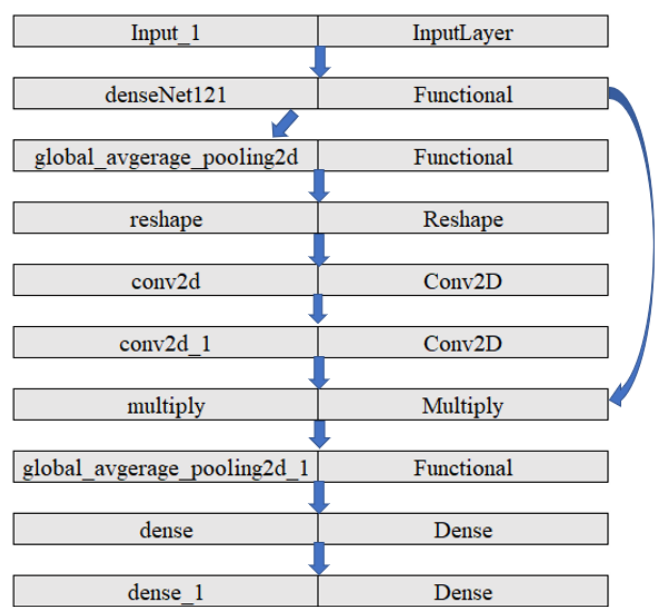 Input_1 InputLayer
denseNet121 Functional
global_avgerage_pooling2d Functional
reshape Reshape
conv2d Conv2D
conv2d_1 Conv2D
multiply Multiply
global_avgerage_pooling2d_1 Functional
dense Dense
dense_1 Dense